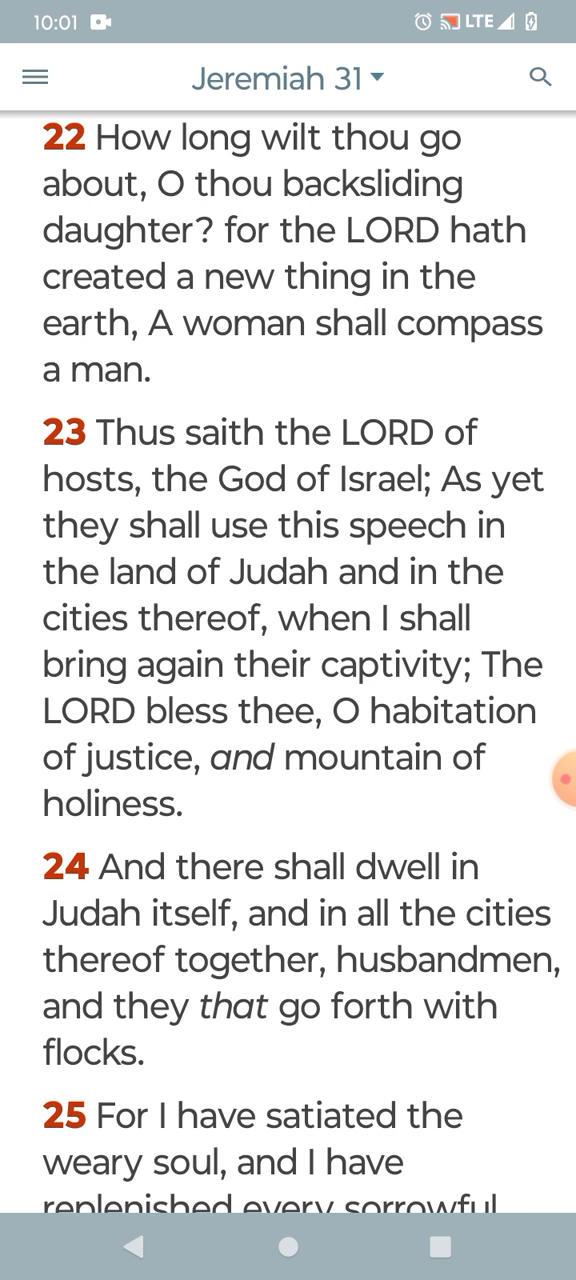 10:01 LTE
Jeremiah 31
22 How long wilt thou go
about, O thou backsliding
daughter? for the LORD hath
created a new thing in the
earth, A woman shall compass
a man.
23 Thus saith the LORD of
hosts, the God of Israel; As yet
they shall use this speech in
the land of Judah and in the
cities thereof, when I shall
bring again their captivity; The
LORD bless thee, O habitation
of justice, and mountain of
holiness.
24 And there shall dwell in
Judah itself, and in all the cities
thereof together, husbandmen,
and they that go forth with
flocks.
25 For I have satiated the
weary soul, and I have
replenished every sorrowful